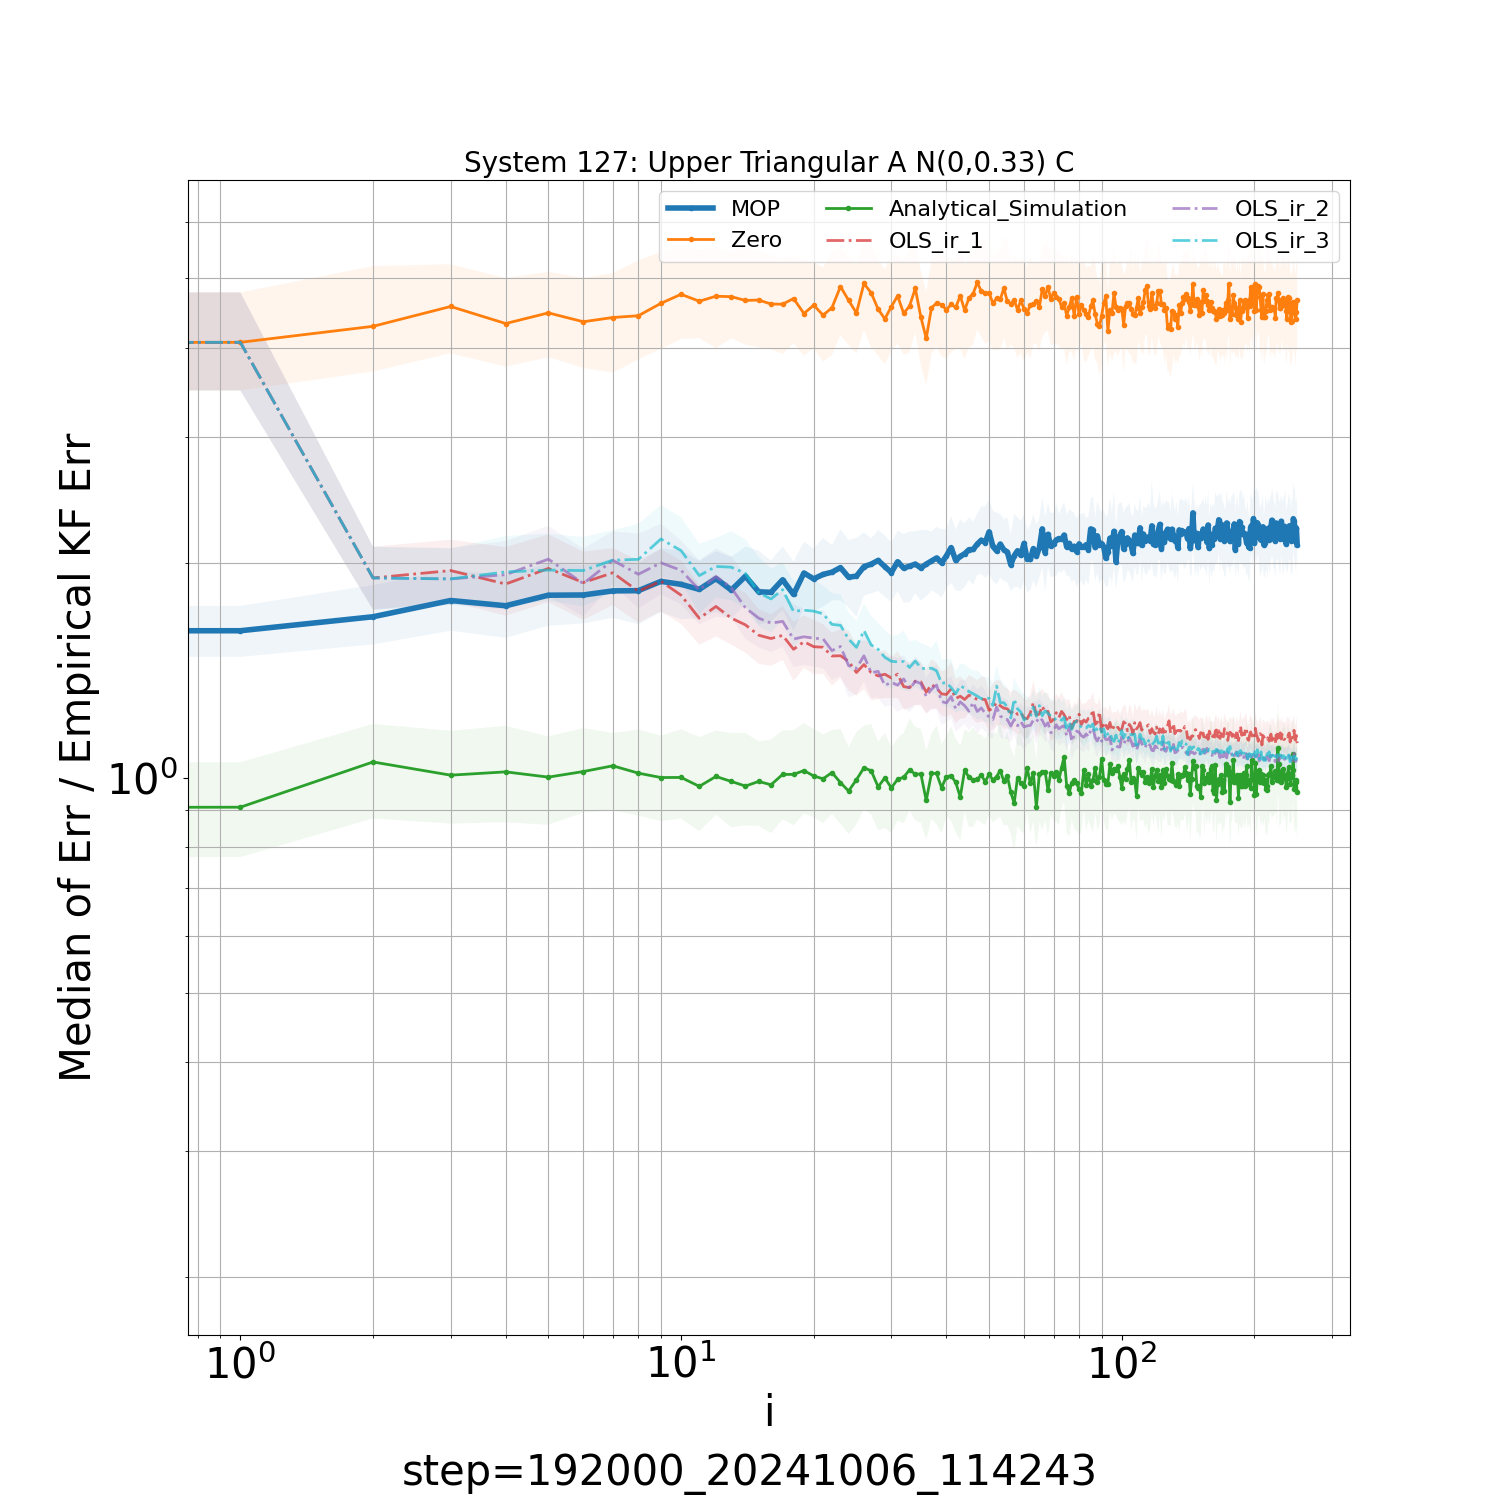 System 127: Upper Triangular A N(0,0.33) C
MOP
Zero
Analytical_Simulation
OLS_ir_1
OLS_ir_2
OLS_ir_3
Median of Err / Empirical KF Err
10⁰
10⁰ 10¹ 10²
i
step=192000_20241006_114243